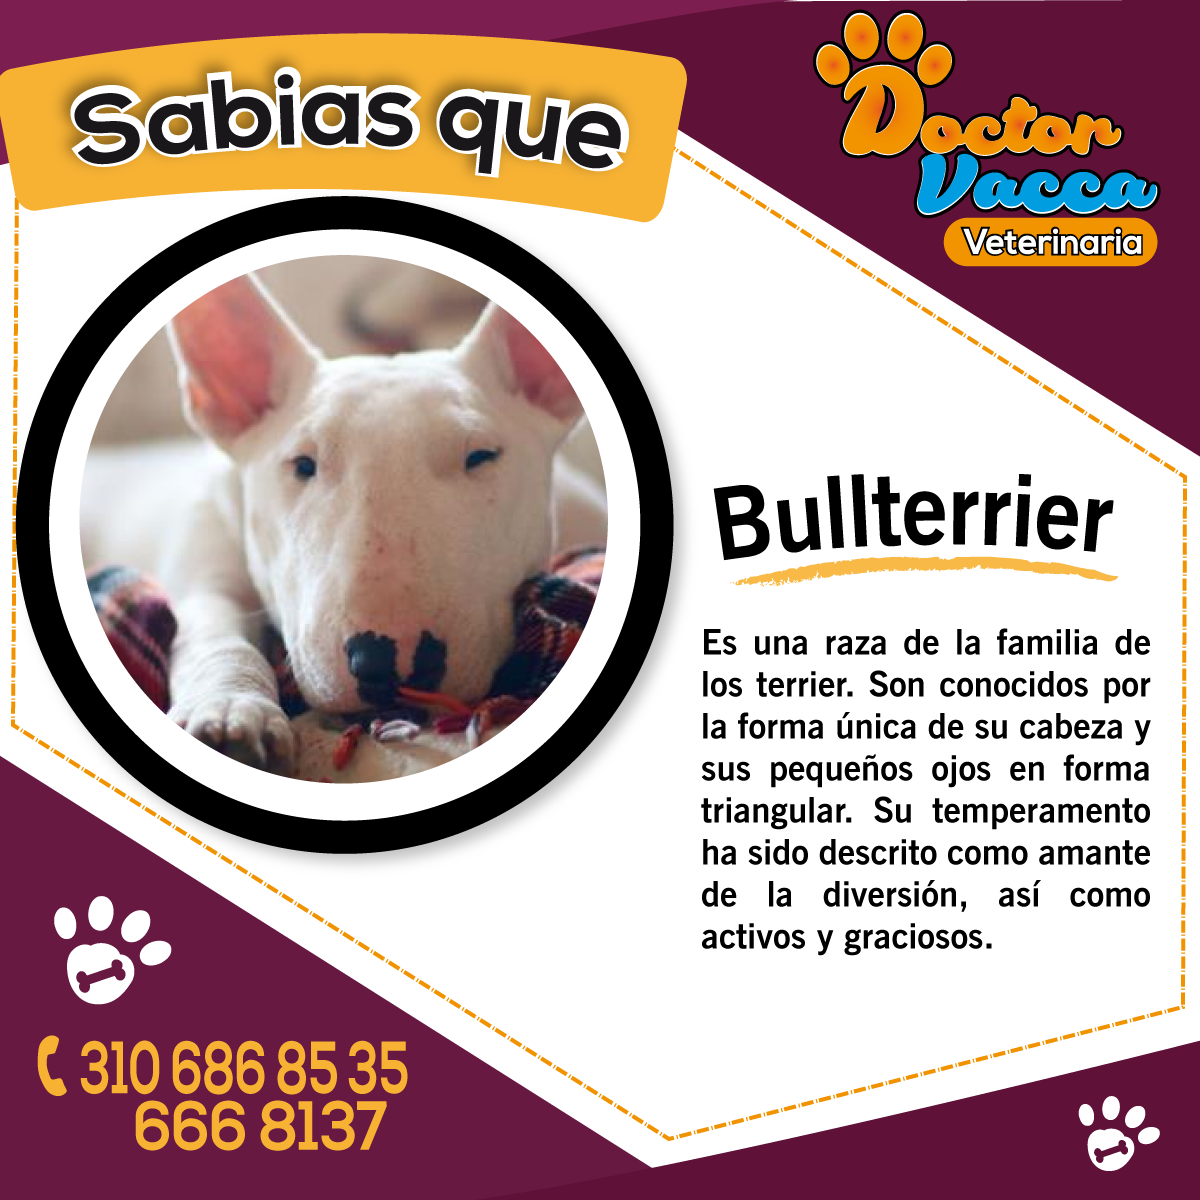 Sabias que
Doctor
Vacca
Veterinaria
Bullterrier
Es una raza de la familia de
los terrier. Son conocidos por
la forma única de su cabeza y
sus pequeños ojos en forma
triangular. Su temperamento
ha sido descrito como amante
de la diversión, así como
activos y graciosos.
310 686 85 35
666 8137